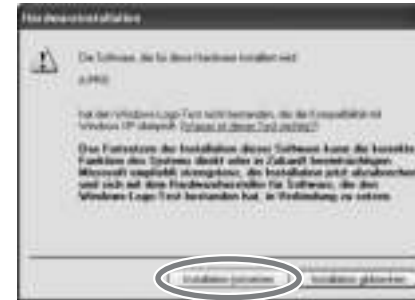 Hardwareinstallation
Die Software, die für diese Hardware installiert wird:
hat den Windows-Logo-Test nicht bestanden, der die Kompatibilität mit
Windows XP überprüft. (Warum ist dieser Test wichtig?)
Das Fortsetzen der Installation dieser Software kann die korrekte
Funktion des Systems direkt oder in Zukunft beeinträchtigen.
Microsoft empfiehlt strengstens, die Installation jetzt abzubrechen
und sich mit dem Hardwarehersteller für Software, die den
Windows-Logo-Test bestanden hat, in Verbindung zu setzen.
Installation fortsetzen
Installation abbrechen